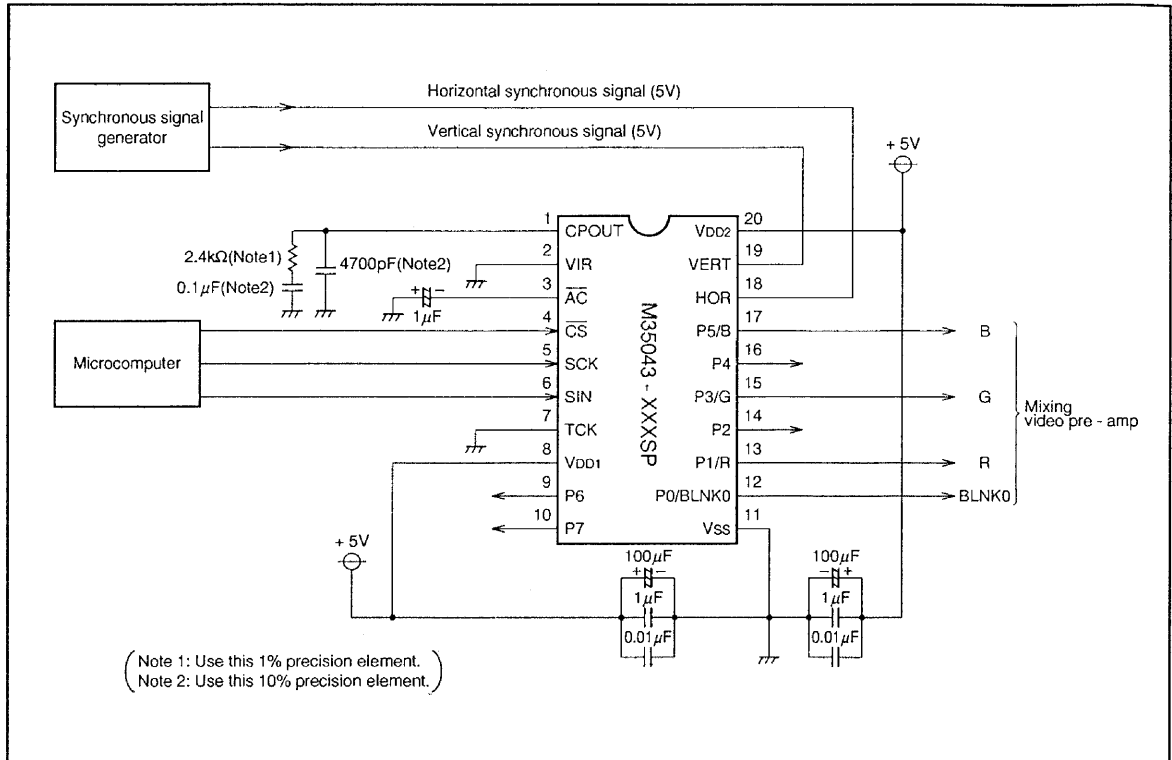 Horizontal synchronous signal (5V)
Synchronous signal
generator
Vertical synchronous signal (5V)
+ 5V
1
CPOUT
VDD2
20
2.4kΩ(Note1)
4700pF(Note2)
2
VIR
VERT
19
0.1μF(Note2)
+ -
3
AC
HOR
18
1μF
4
CS
P5/B
17
B
Microcomputer
5
SCK
P4
16
6
SIN
P3/G
15
G
Mixing
video pre - amp
7
TCK
P2
14
8
VDD1
P1/R
13
R
9
P6
P0/BLNK0
12
BLNK0
10
P7
VSS
11
M35043 - XXXSP
+ 5V
100μF
+ -
1μF
0.01μF
100μF
- +
1μF
0.01μF
Note 1: Use this 1% precision element.
Note 2: Use this 10% precision element.